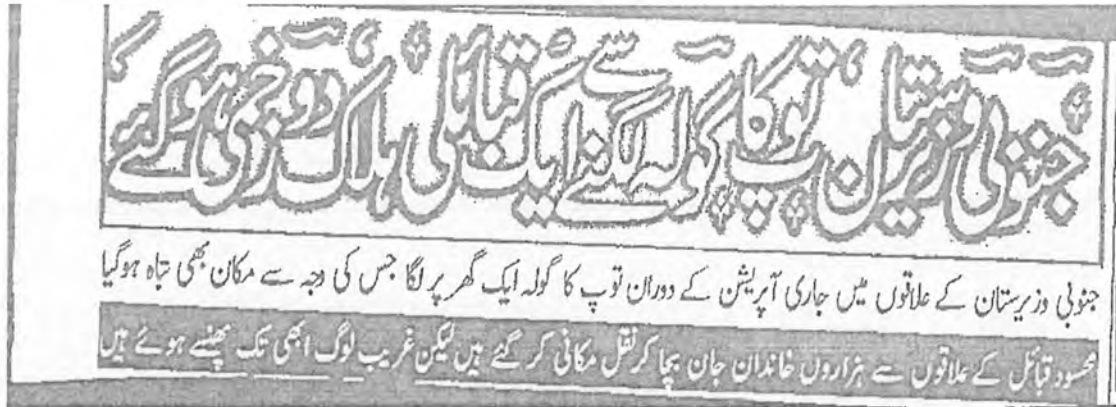 جنوبی وزیرستان توپ کا گولہ لگنے سے ایک قبائلی ہلاک دو زخمی ہو گئے
جنوبی وزیرستان کے علاقوں میں جاری آپریشن کے دوران توپ کا گولہ ایک گھر پر لگا جس کی وجہ سے مکان بھی تباہ ہوگیا
محسود قبائل کے علاقوں سے ہزاروں خاندان جان بچا کر نقل مکانی کر گئے ہیں لیکن غریب لوگ ابھی تک پھنسے ہوئے ہیں